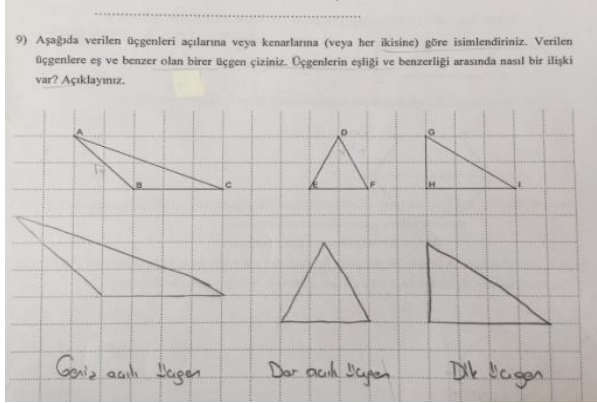 9) Aşağıda verilen üçgenleri açılarına veya kenarlarına (veya her ikisine) göre isimlendiriniz. Verilen
üçgenlere eş ve benzer olan birer üçgen çiziniz. Üçgenlerin eşliği ve benzerliği arasında nasıl bir ilişki
var? Açıklayınız.
A D G
B C E F H I
Geniş açılı Üçgen Dar açılı Üçgen Dik Üçgen